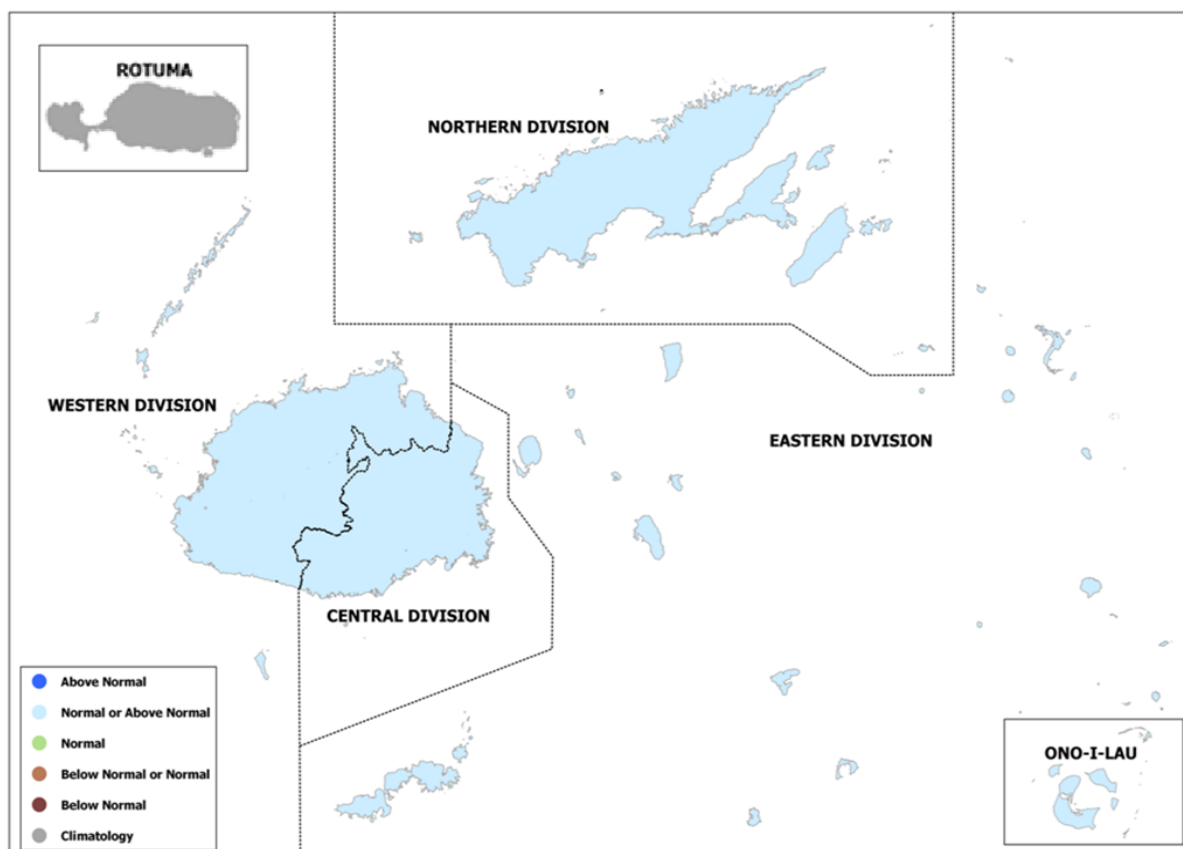 ROTUMA
NORTHERN DIVISION
WESTERN DIVISION
EASTERN DIVISION
CENTRAL DIVISION
Above Normal
Normal or Above Normal
Normal
Below Normal or Normal
Below Normal
Climatology
ONO-I-LAU